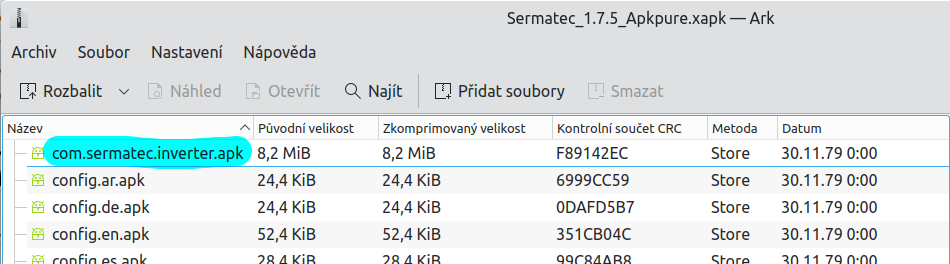 Sermatec_1.7.5_Apkpure.xapk — Ark
Archiv Soubor Nastavení Nápověda
Rozbalit Náhled Otevřít Najít Přidat soubory Smazat
Název Původní velikost Zkomprimovaný velikost Kontrolní součet CRC Metoda Datum
com.sermatec.inverter.apk 8,2 MiB 8,2 MiB F89142EC Store 30.11.79 0:00
config.ar.apk 24,4 KiB 24,4 KiB 6999CC59 Store 30.11.79 0:00
config.de.apk 24,4 KiB 24,4 KiB 0DAFD5B7 Store 30.11.79 0:00
config.en.apk 52,4 KiB 52,4 KiB 351CB04C Store 30.11.79 0:00
config.es.apk 28,4 KiB 28,4 KiB 99C84AB8 Store 30.11.79 0:00